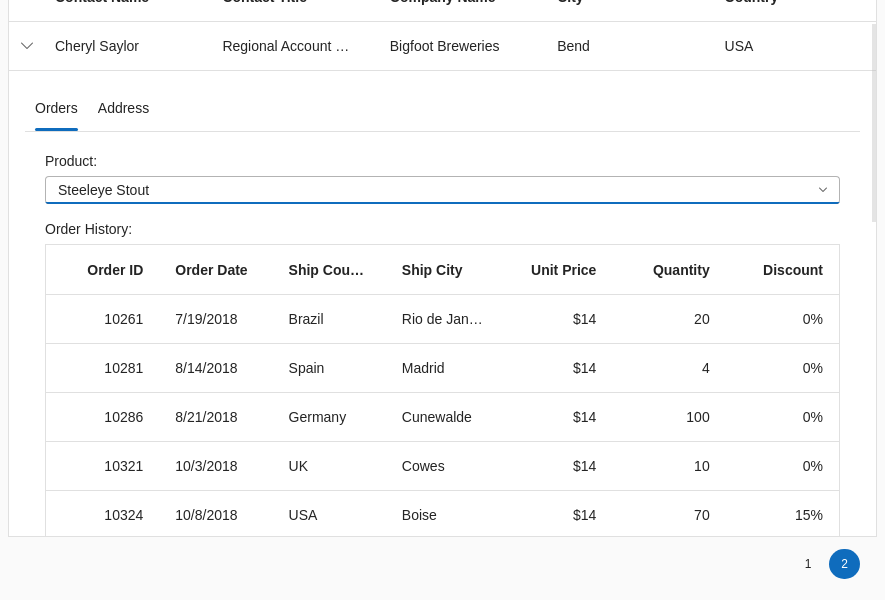 Contact Name Contact Title Company Name City Country
Cheryl Saylor Regional Account ... Bigfoot Breweries Bend USA
Orders Address
Product:
Steeleye Stout
Order History:
Order ID Order Date Ship Cou... Ship City Unit Price Quantity Discount
10261 7/19/2018 Brazil Rio de Jan... $14 20 0%
10281 8/14/2018 Spain Madrid $14 4 0%
10286 8/21/2018 Germany Cunewalde $14 100 0%
10321 10/3/2018 UK Cowes $14 10 0%
10324 10/8/2018 USA Boise $14 70 15%
1 2